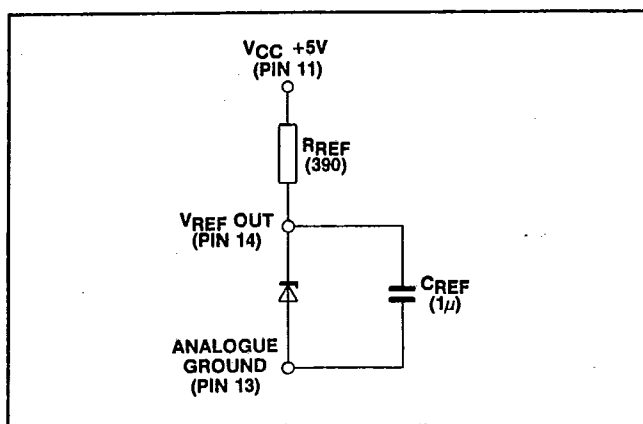 VCC +5V
(PIN 11)
RREF
(390)
VREF OUT
(PIN 14)
CREF
(1µ)
ANALOGUE
GROUND
(PIN 13)